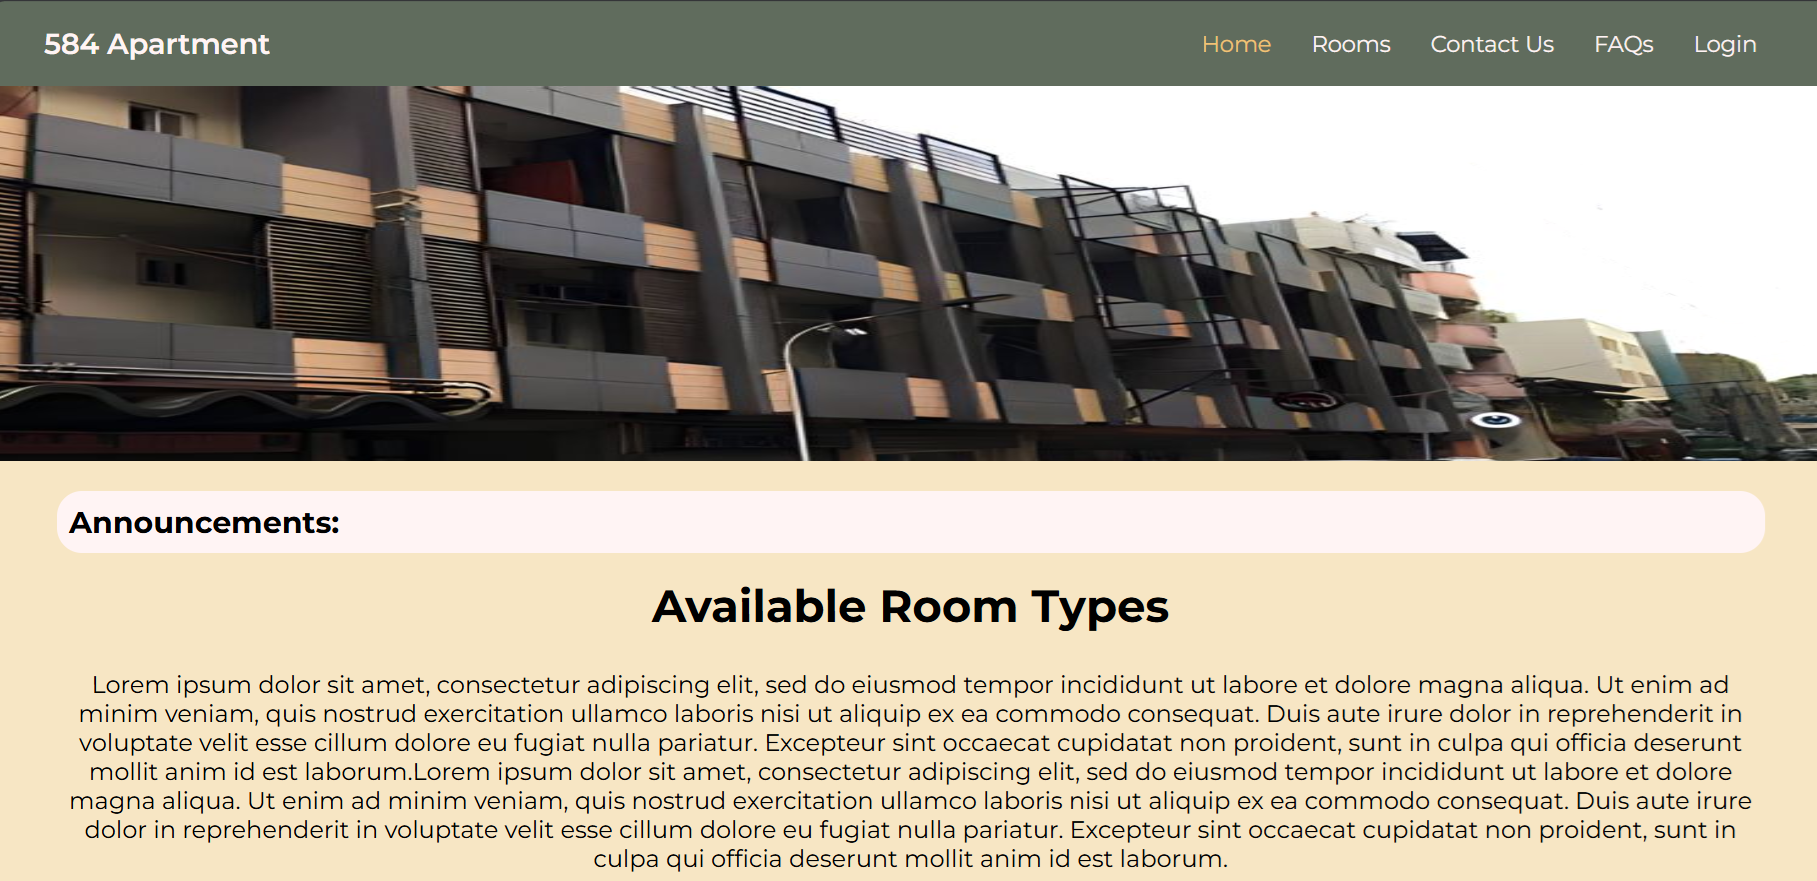 584 Apartment
Home Rooms Contact Us FAQs Login
Announcements:
Available Room Types
Lorem ipsum dolor sit amet, consectetur adipiscing elit, sed do eiusmod tempor incididunt ut labore et dolore magna aliqua. Ut enim ad
minim veniam, quis nostrud exercitation ullamco laboris nisi ut aliquip ex ea commodo consequat. Duis aute irure dolor in reprehenderit in
voluptate velit esse cillum dolore eu fugiat nulla pariatur. Excepteur sint occaecat cupidatat non proident, sunt in culpa qui officia deserunt
mollit anim id est laborum.Lorem ipsum dolor sit amet, consectetur adipiscing elit, sed do eiusmod tempor incididunt ut labore et dolore
magna aliqua. Ut enim ad minim veniam, quis nostrud exercitation ullamco laboris nisi ut aliquip ex ea commodo consequat. Duis aute irure
dolor in reprehenderit in voluptate velit esse cillum dolore eu fugiat nulla pariatur. Excepteur sint occaecat cupidatat non proident, sunt in
culpa qui officia deserunt mollit anim id est laborum.